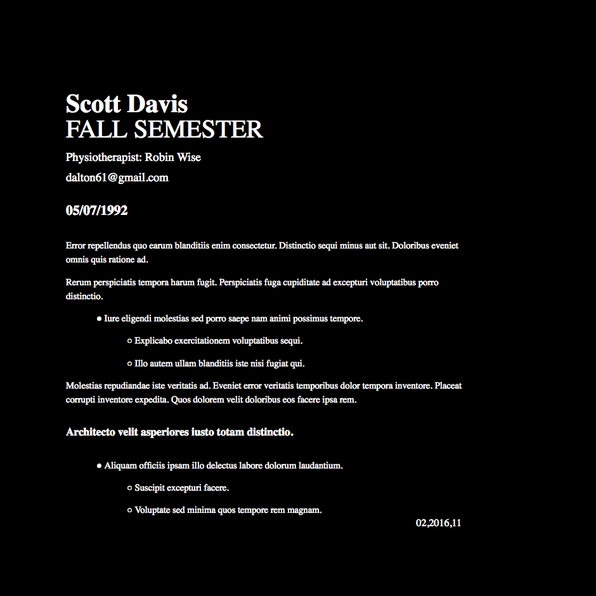 Scott Davis
FALL SEMESTER
Physiotherapist: Robin Wise
dalton61@gmail.com
05/07/1992
Error repellendus quo earum blanditiis enim consectetur. Distinctio sequi minus aut sit. Doloribus eveniet
omnis quis ratione ad.
Rerum perspiciatis tempora harum fugit. Perspiciatis fuga cupiditate ad excepturi voluptatibus porro
distinctio.
● Iure eligendi molestias sed porro saepe nam animi possimus tempore.
○ Explicabo exercitationem voluptatibus sequi.
○ Illo autem ullam blanditiis iste nisi fugiat qui.
Molestias repudiandae iste veritatis ad. Eveniet error veritatis temporibus dolor tempora inventore. Placeat
corrupti inventore expedita. Quos dolorem velit doloribus eos facere ipsa rem.
Architecto velit asperiores iusto totam distinctio.
● Aliquam officiis ipsam illo delectus labore dolorum laudantium.
○ Suscipit excepturi facere.
○ Voluptate sed minima quos tempore rem magnam.
02,2016,11